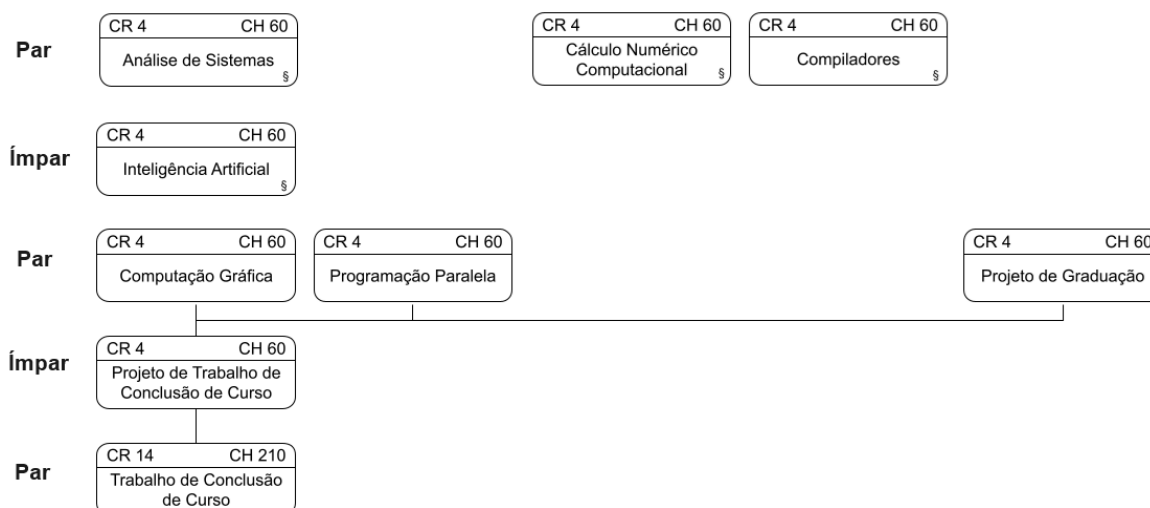 CR 4 CH 60 CR 4 CH 60 CR 4 CH 60
Par Análise de Sistemas Cálculo Numérico Computacional Compiladores
§ § §
CR 4 CH 60
Ímpar Inteligência Artificial
§
CR 4 CH 60 CR 4 CH 60 CR 4 CH 60
Par Computação Gráfica Programação Paralela Projeto de Graduação
CR 4 CH 60
Ímpar Projeto de Trabalho de
Conclusão de Curso
CR 14 CH 210
Par Trabalho de Conclusão
de Curso